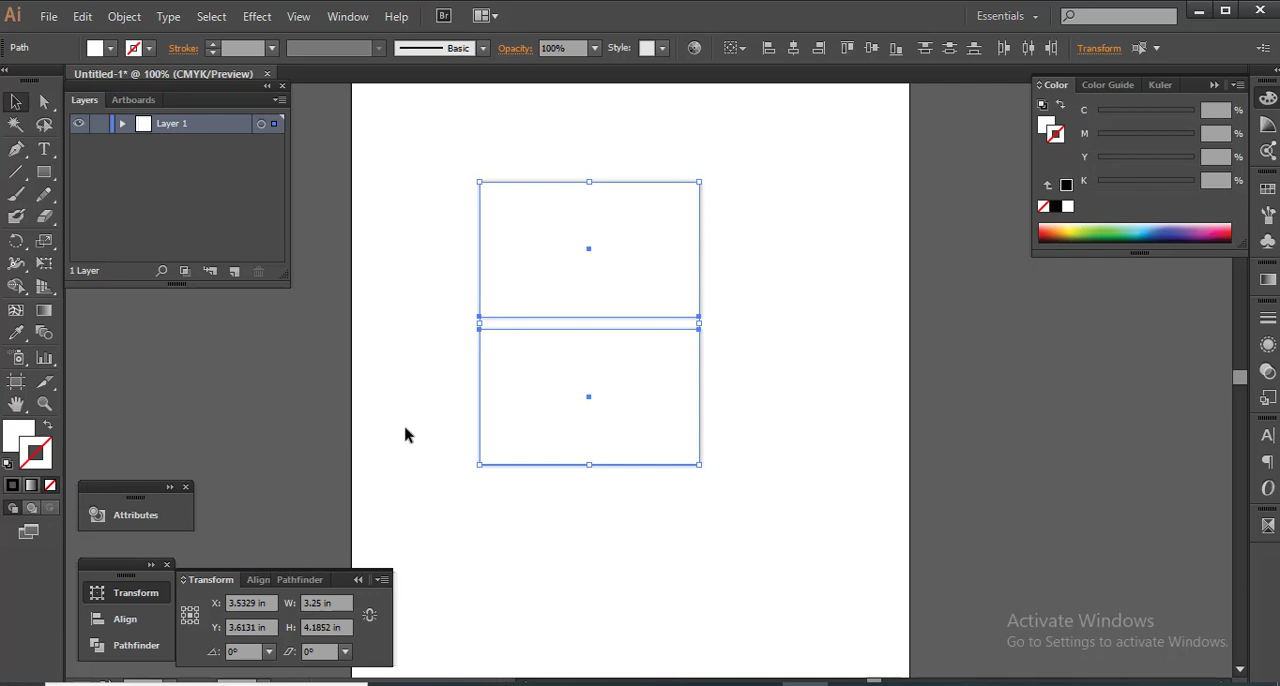 Ai File Edit Object Type Select Effect View Window Help Br Essentials
Path Stroke: Basic Opacity: 100% Style: Transform
Untitled-1* @ 100% (CMYK/Preview) ×
Layers Artboards
Layer 1
1 Layer
Color Color Guide Kuler
C %
M %
Y %
K %
T
A
Attributes
Transform
Align
Pathfinder
Transform Align Pathfinder
X: 3.5329 in W: 3.25 in
Y: 3.6131 in H: 4.1852 in
0° 0°
Activate Windows
Go to Settings to activate Windows.